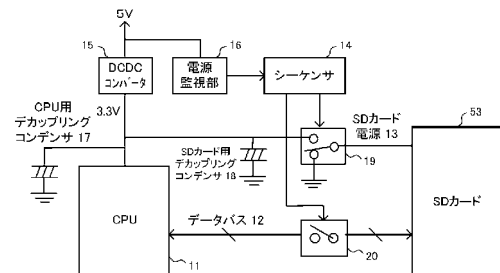 5V
15
DCDC
コンバータ
16
電源
監視部
14
シーケンサ
3.3V
CPU用
デカップリング
コンデンサ 17
SDカード用
デカップリング
コンデンサ 18
SDカード
電源 13
19
53
SDカード
CPU
11
データバス 12
20